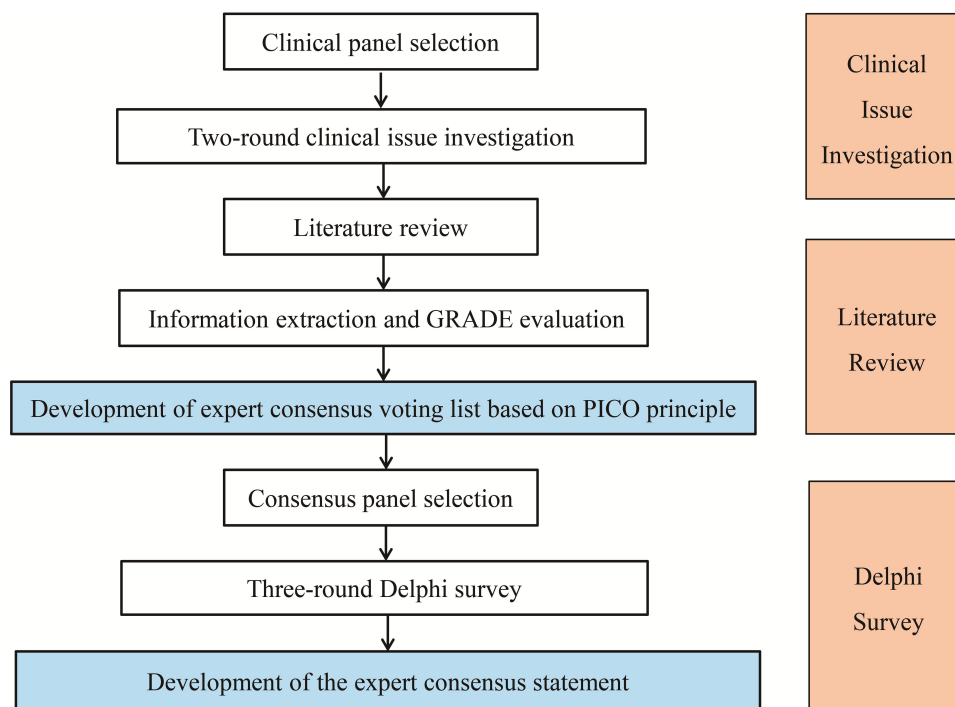 Clinical panel selection
Two-round clinical issue investigation
Literature review
Information extraction and GRADE evaluation
Development of expert consensus voting list based on PICO principle
Consensus panel selection
Three-round Delphi survey
Development of the expert consensus statement
Clinical
Issue
Investigation
Literature
Review
Delphi
Survey